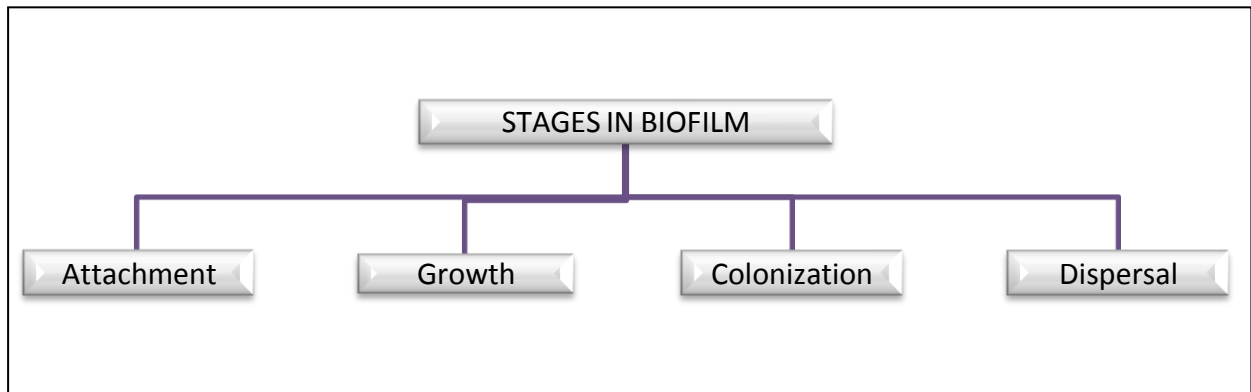 STAGES IN BIOFILM
Attachment
Growth
Colonization
Dispersal